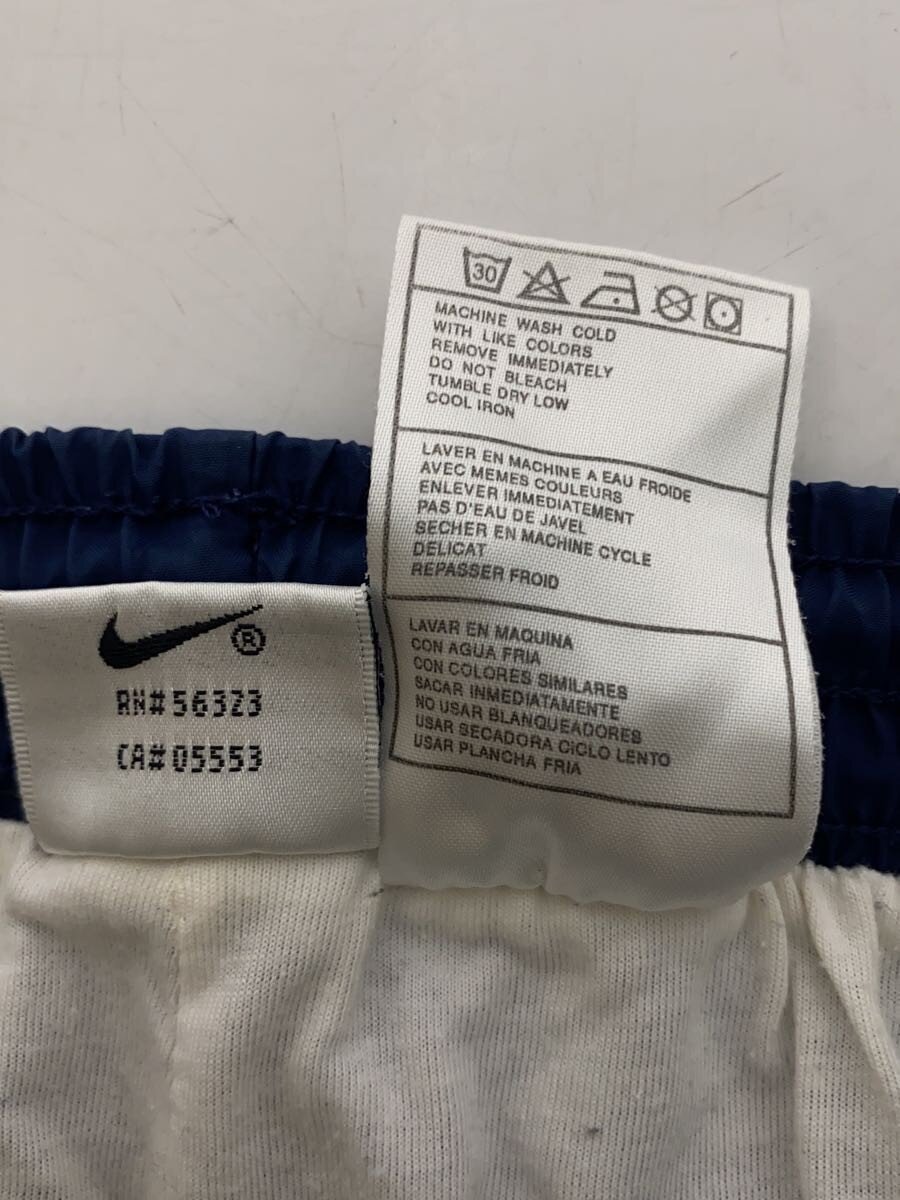 30
MACHINE WASH COLD
WITH LIKE COLORS
REMOVE IMMEDIATELY
DO NOT BLEACH
TUMBLE DRY LOW
COOL IRON
LAVER EN MACHINE A EAU FROIDE
AVEC MEMES COULEURS
ENLEVER IMMEDIATEMENT
PAS D'EAU DE JAVEL
SECHER EN MACHINE CYCLE
DELICAT
REPASSER FROID
LAVAR EN MAQUINA
CON AGUA FRIA
CON COLORES SIMILARES
SACAR INMEDIATAMENTE
NO USAR BLANQUEADORES
USAR SECADORA CICLO LENTO
USAR PLANCHA FRIA
®
RN#56323
CA#05553